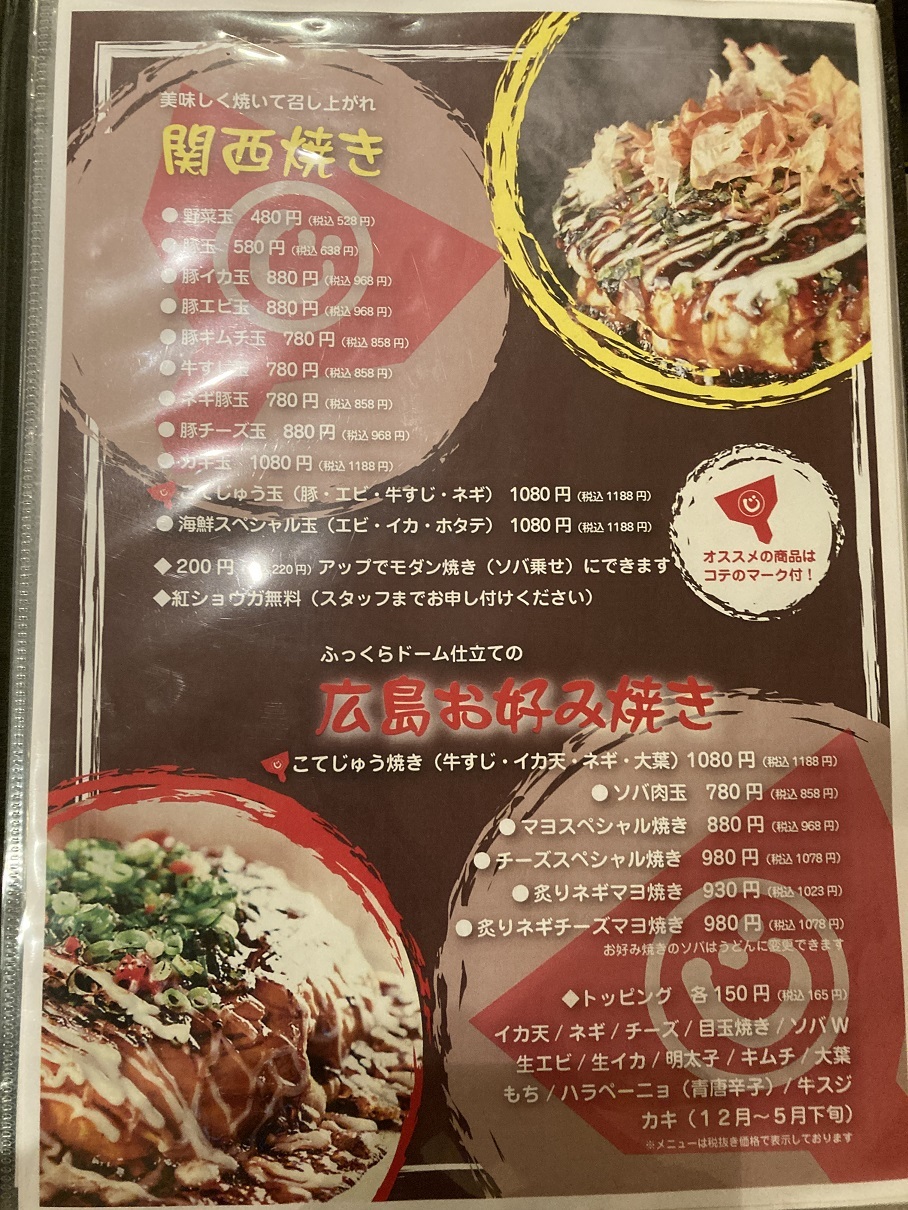 美味しく焼いて召し上がれ
関西焼き
● 野菜玉 480円（税込 528円）
● 豚玉 580円（税込 638円）
● 豚イカ玉 880円（税込 968円）
● 豚エビ玉 880円（税込 968円）
● 豚キムチ玉 780円（税込 858円）
● 牛すじ玉 780円（税込 858円）
● ネギ豚玉 780円（税込 858円）
● 豚チーズ玉 880円（税込 968円）
● カキ玉 1080円（税込 1188円）
こてじゅう玉（豚・エビ・牛すじ・ネギ） 1080円（税込 1188円）
● 海鮮スペシャル玉（エビ・イカ・ホタテ） 1080円（税込 1188円）
オススメの商品は
コテのマーク付！
◆200円 220円）アップでモダン焼き（ソバ乗せ）にできます
◆紅ショウガ無料（スタッフまでお申し付けください）
ふっくらドーム仕立ての
広島お好み焼き
こてじゅう焼き（牛すじ・イカ天・ネギ・大葉）1080円（税込 1188円）
● ソバ肉玉 780円（税込 858円）
● マヨスペシャル焼き 880円（税込 968円）
● チーズスペシャル焼き 980円（税込 1078円）
● 炙りネギマヨ焼き 930円（税込 1023円）
● 炙りネギチーズマヨ焼き 980円（税込 1078円）
お好み焼きのソバはうどんに変更できます
◆トッピング 各150円（税込 165円）
イカ天 / ネギ / チーズ / 目玉焼き / ソバW
生エビ / 生イカ / 明太子 / キムチ / 大葉
もち / ハラペーニョ（青唐辛子）/ 牛スジ
カキ（12月～5月下旬）
※メニューは税抜き価格で表示しております